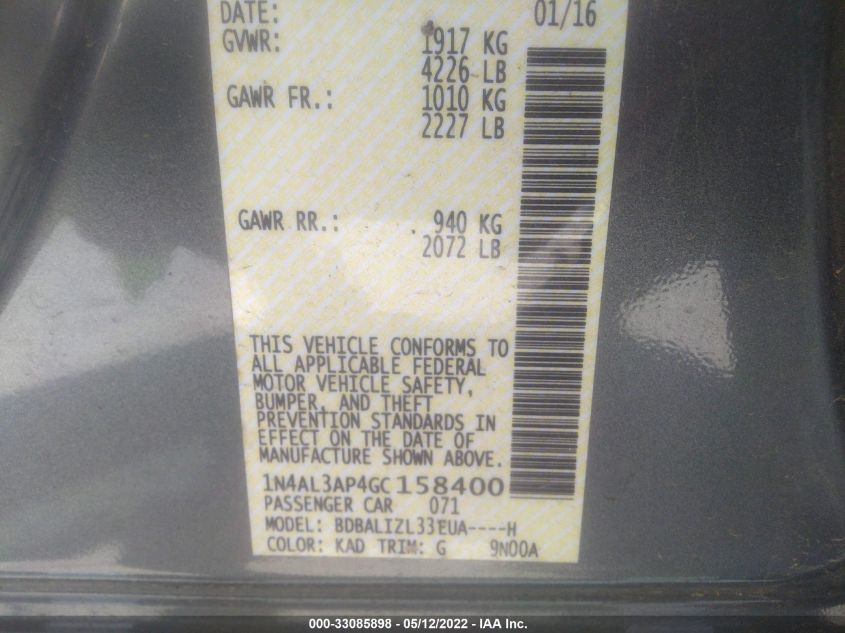 DATE: 01/16
GVWR: 1917 KG
4226 LB
GAWR FR.: 1010 KG
2227 LB
GAWR RR.: 940 KG
2072 LB
THIS VEHICLE CONFORMS TO
ALL APPLICABLE FEDERAL
MOTOR VEHICLE SAFETY,
BUMPER, AND THEFT
PREVENTION STANDARDS IN
EFFECT ON THE DATE OF
MANUFACTURE SHOWN ABOVE.
1N4AL3AP4GC158400
PASSENGER CAR 071
MODEL: BDBALIZL33EUA----H
COLOR: KAD TRIM: G 9N00A
000-33085898 - 05/12/2022 - IAA Inc.